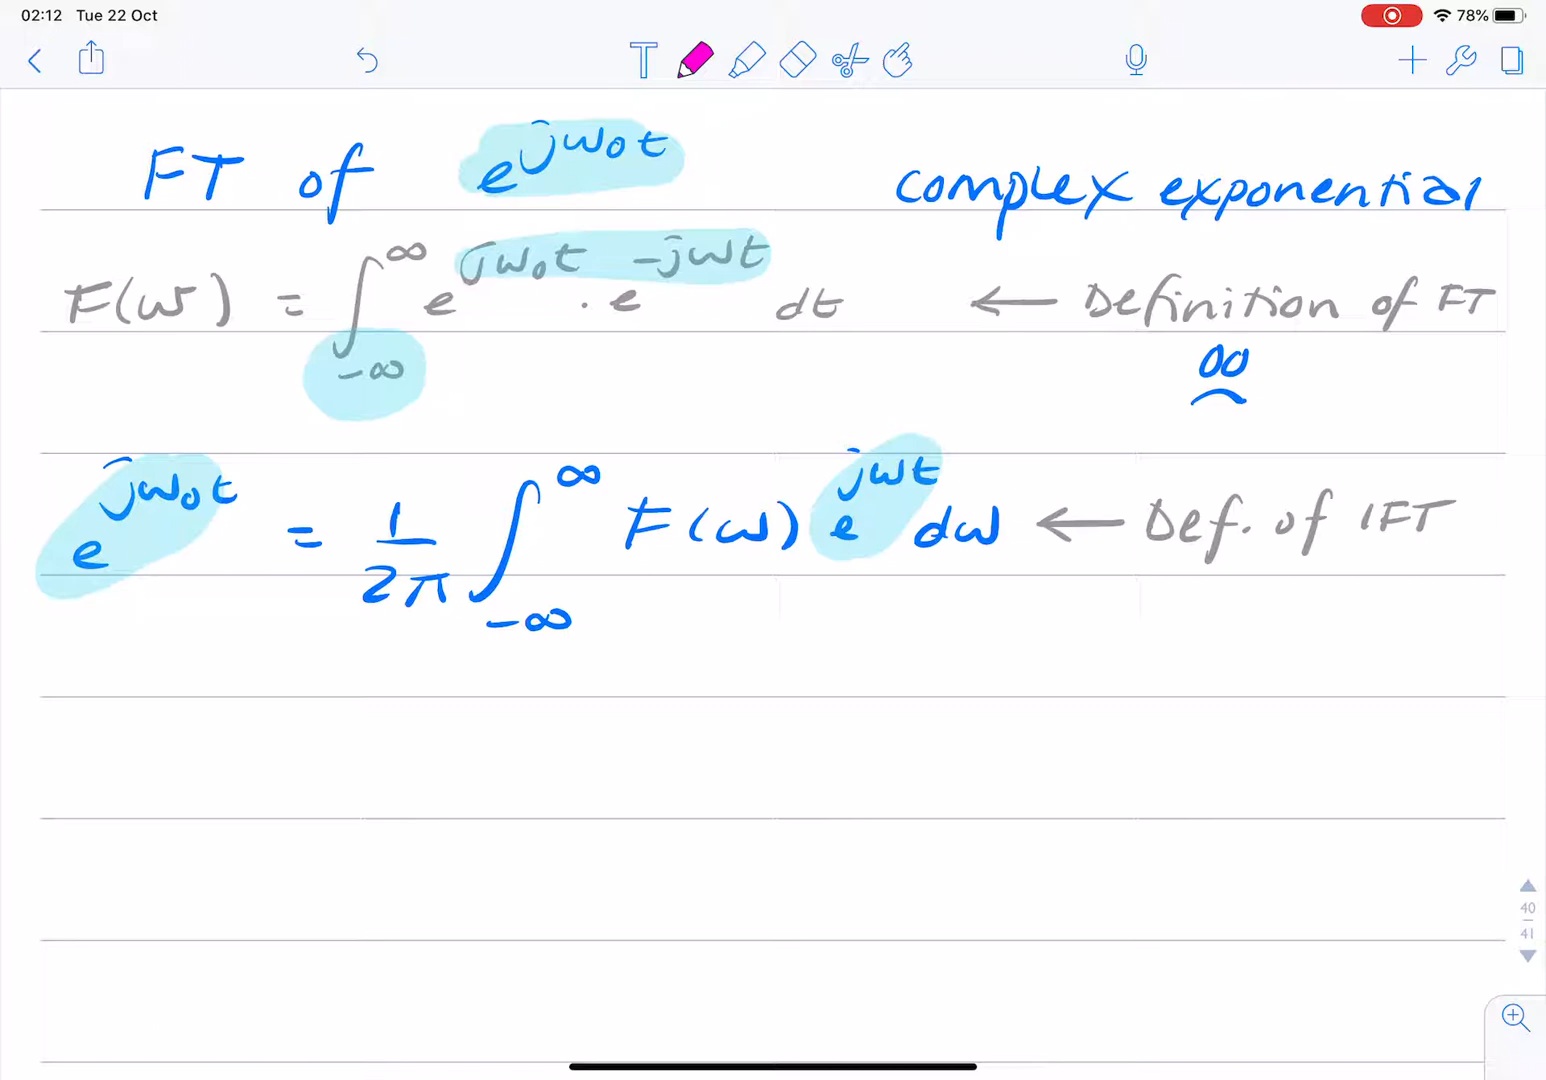 02:12 Tue 22 Oct 78%
T
FT of e^{jω₀t} complex exponential
F(ω) = ∫_{-∞}^{∞} e^{jω₀t} · e^{-jωt} dt ← Definition of FT
e^{jω₀t} = 1/2π ∫_{-∞}^{∞} F(ω) e^{jωt} dω ← Def. of IFT
40
41